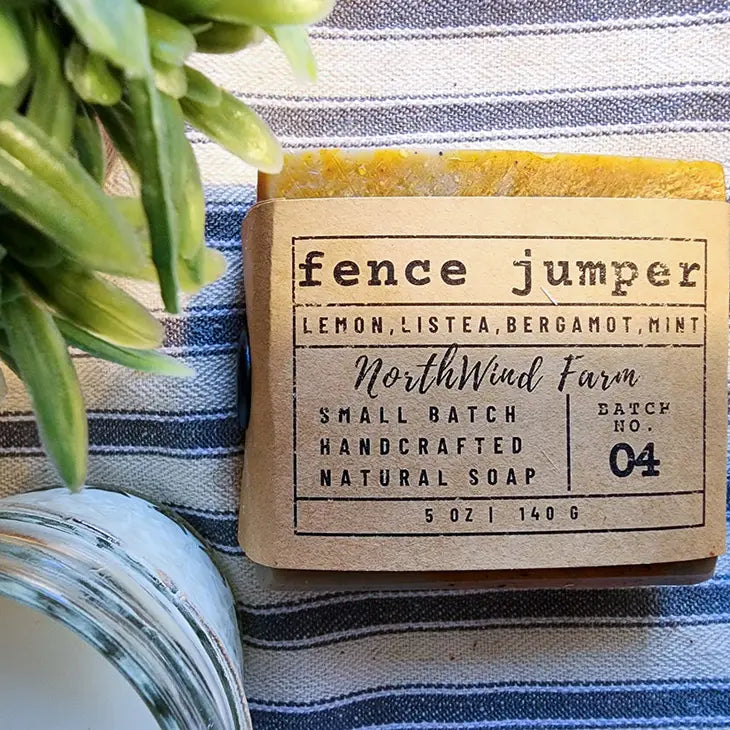 fence jumper
LEMON,LISTEA,BERGAMOT,MINT
NorthWind Farm
SMALL BATCH
HANDCRAFTED
NATURAL SOAP
BATCH
NO.
04
5 OZ | 140 G